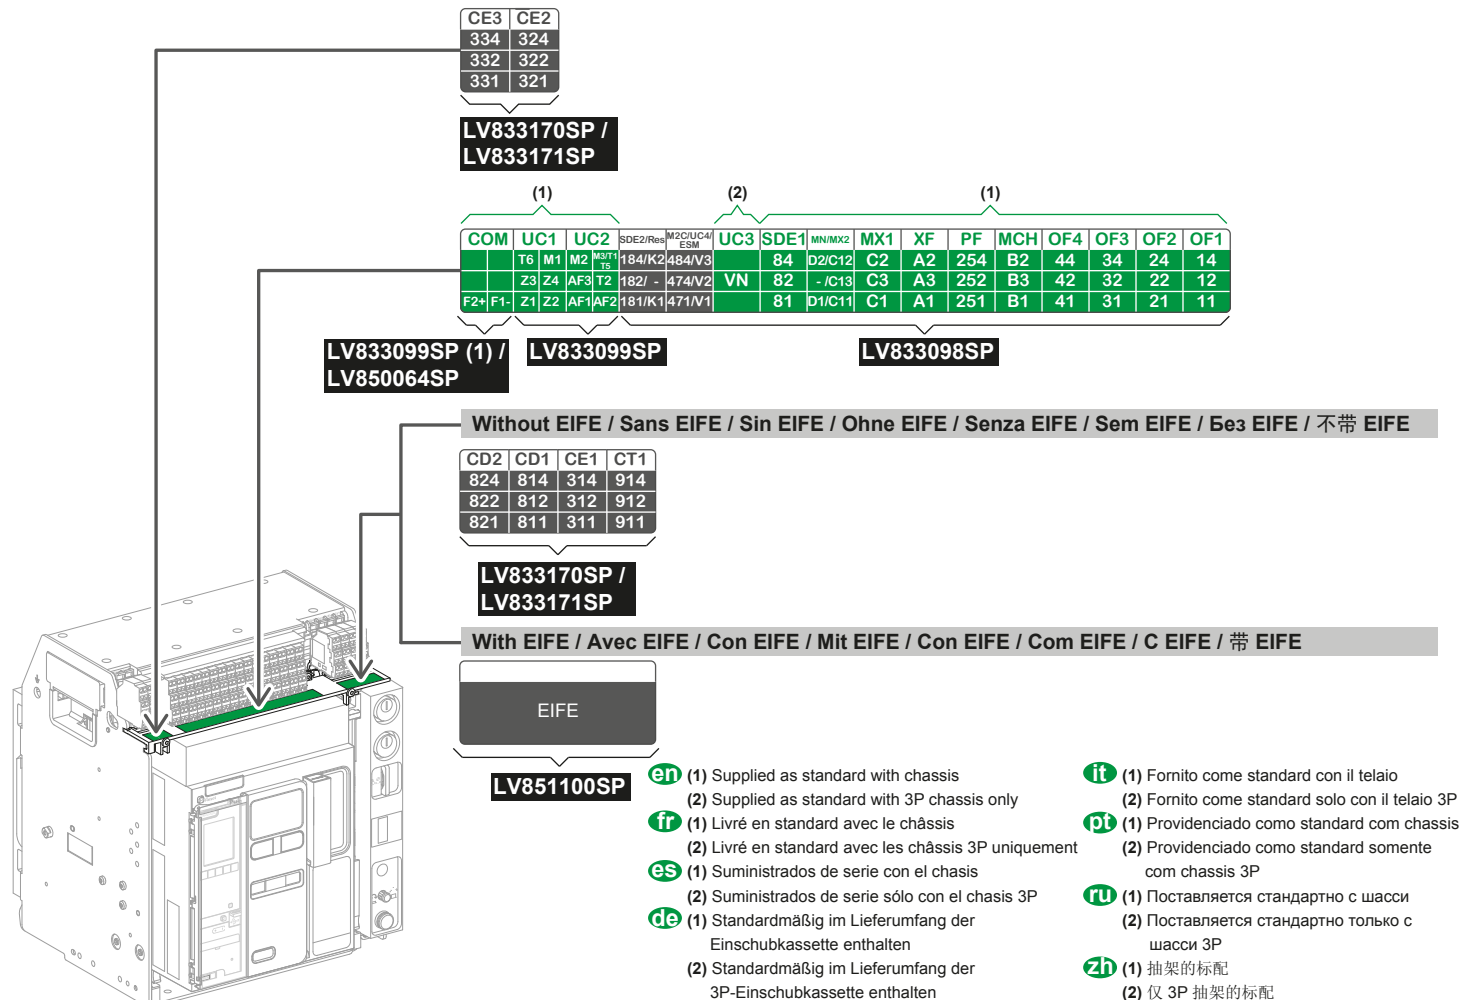 CE3 CE2
334 324
332 322
331 321
LV833170SP /
LV833171SP
(1) (2) (1)
COM UC1 UC2 SDE2/Res M2C/UC4/ESM UC3 SDE1 MN/MX2 MX1 XF PF MCH OF4 OF3 OF2 OF1
T6 M1 M2 M3/T1 T5 184/K2 484/V3 84 D2/C12 C2 A2 254 B2 44 34 24 14
Z3 Z4 AF3 T2 182/ - 474/V2 VN 82 - /C13 C3 A3 252 B3 42 32 22 12
F2+ F1- Z1 Z2 AF1 AF2 181/K1 471/V1 81 D1/C11 C1 A1 251 B1 41 31 21 11
LV833099SP (1) /
LV850064SP
LV833099SP
LV833098SP
Without EIFE / Sans EIFE / Sin EIFE / Ohne EIFE / Senza EIFE / Sem EIFE / Без EIFE / 不带 EIFE
CD2 CD1 CE1 CT1
824 814 314 914
822 812 312 912
821 811 311 911
LV833170SP /
LV833171SP
With EIFE / Avec EIFE / Con EIFE / Mit EIFE / Con EIFE / Com EIFE / С EIFE / 带 EIFE
EIFE
LV851100SP
en (1) Supplied as standard with chassis
(2) Supplied as standard with 3P chassis only
fr (1) Livré en standard avec le châssis
(2) Livré en standard avec les châssis 3P uniquement
es (1) Suministrados de serie con el chasis
(2) Suministrados de serie sólo con el chasis 3P
de (1) Standardmäßig im Lieferumfang der
Einschubkassette enthalten
(2) Standardmäßig im Lieferumfang der
3P-Einschubkassette enthalten
it (1) Fornito come standard con il telaio
(2) Fornito come standard solo con il telaio 3P
pt (1) Providenciado como standard com chassis
(2) Providenciado como standard somente
com chassis 3P
ru (1) Поставляется стандартно с шасси
(2) Поставляется стандартно только с
шасси 3P
zh (1) 抽架的标配
(2) 仅 3P 抽架的标配